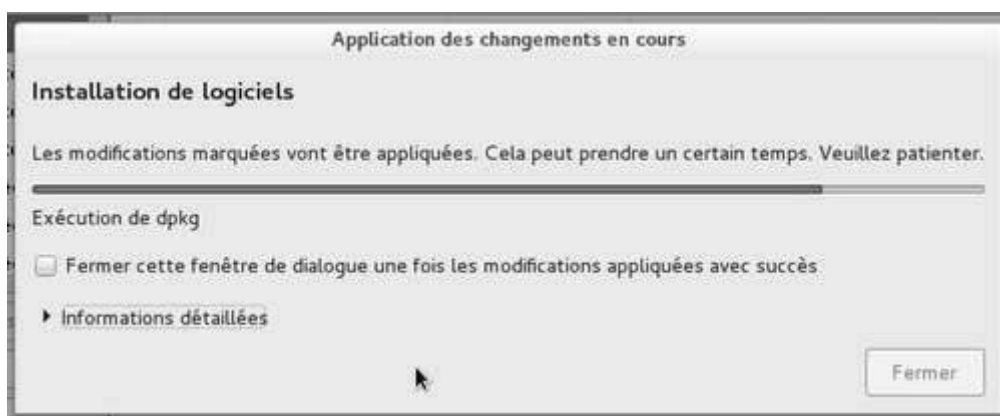 Application des changements en cours
Installation de logiciels
Les modifications marquées vont être appliquées. Cela peut prendre un certain temps. Veuillez patienter.
Exécution de dpkg
Fermer cette fenêtre de dialogue une fois les modifications appliquées avec succès
Informations détaillées
Fermer